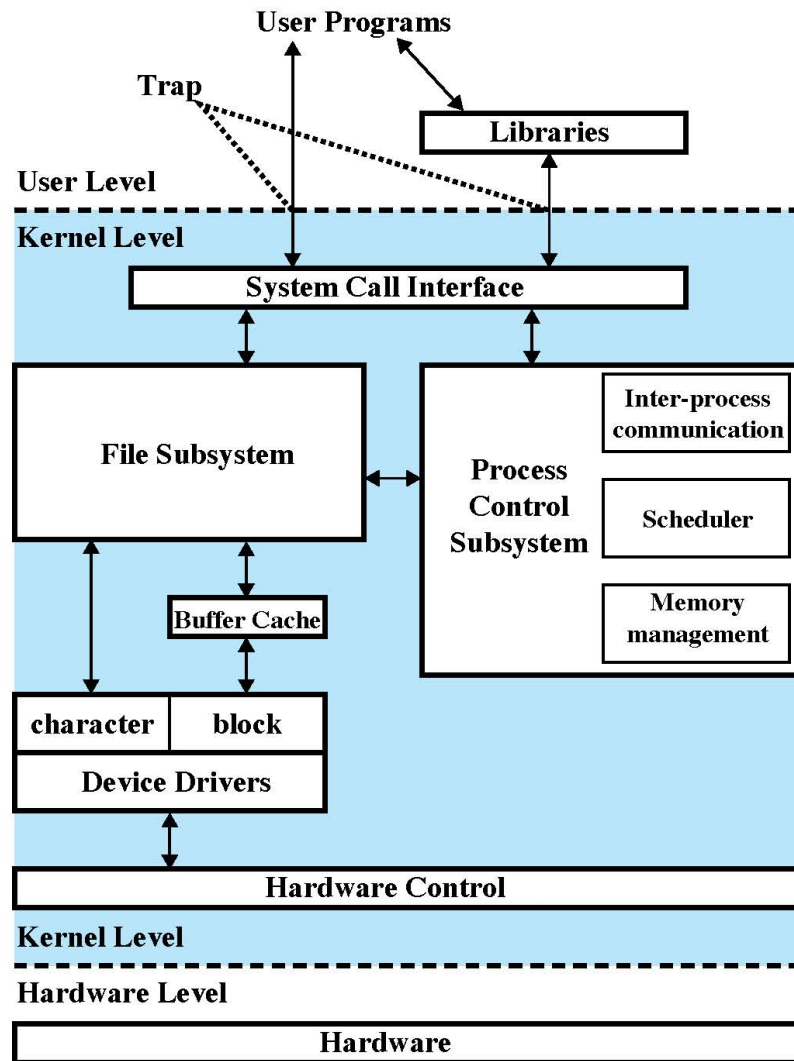 User Programs
Trap
Libraries
User Level
Kernel Level
System Call Interface
File Subsystem
Process
Control
Subsystem
Inter-process
communication
Scheduler
Memory
management
Buffer Cache
character
block
Device Drivers
Hardware Control
Kernel Level
Hardware Level
Hardware